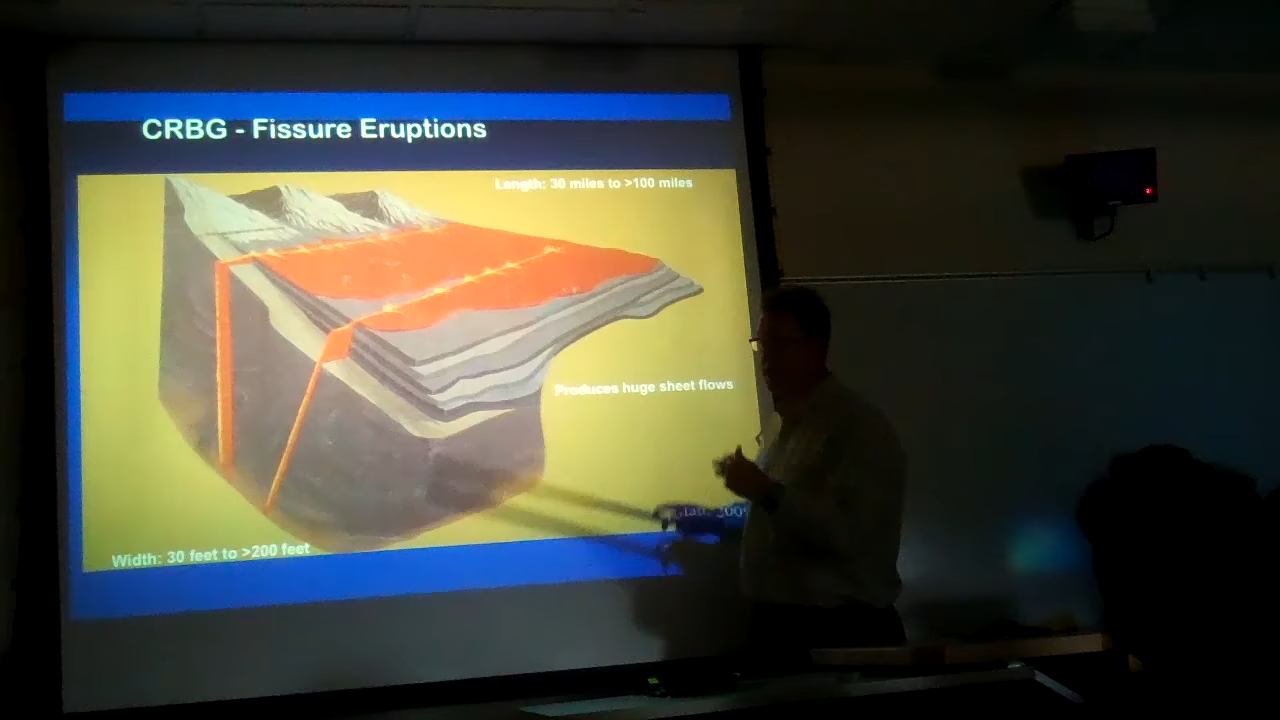 CRBG - Fissure Eruptions
Length: 30 miles to >100 miles
Produces huge sheet flows
Width: 30 feet to >200 feet